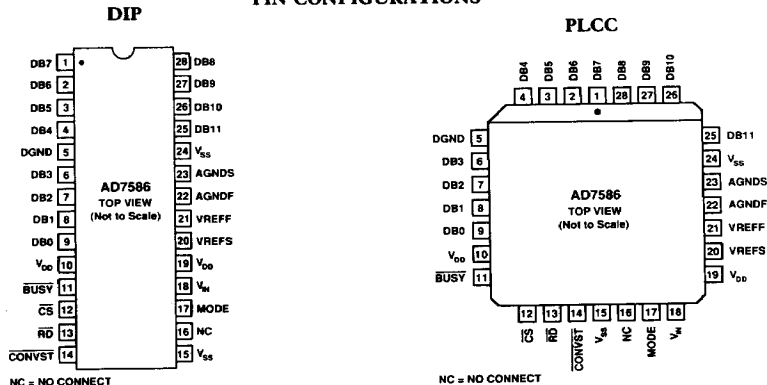 PIN CONFIGURATIONS
DIP
DB7 1
DB6 2
DB5 3
DB4 4
DGND 5
DB3 6
DB2 7
DB1 8
DB0 9
VDD 10
BUSY 11
CS 12
RD 13
CONVST 14
28 DB8
27 DB9
26 DB10
25 DB11
24 VSS
23 AGNDS
22 AGNDF
21 VREFF
20 VREFS
19 VDD
18 VIN
17 MODE
16 NC
15 VSS
AD7586
TOP VIEW
(Not to Scale)
NC = NO CONNECT
PLCC
DB4 DB5 DB6 DB7 DB8 DB9 DB10
4 3 2 1 28 27 26
DGND 5
DB3 6
DB2 7
DB1 8
DB0 9
VDD 10
BUSY 11
25 DB11
24 VSS
23 AGNDS
22 AGNDF
21 VREFF
20 VREFS
19 VDD
AD7586
TOP VIEW
(Not to Scale)
12 13 14 15 16 17 18
CS RD CONVST VSS NC MODE VIN
NC = NO CONNECT